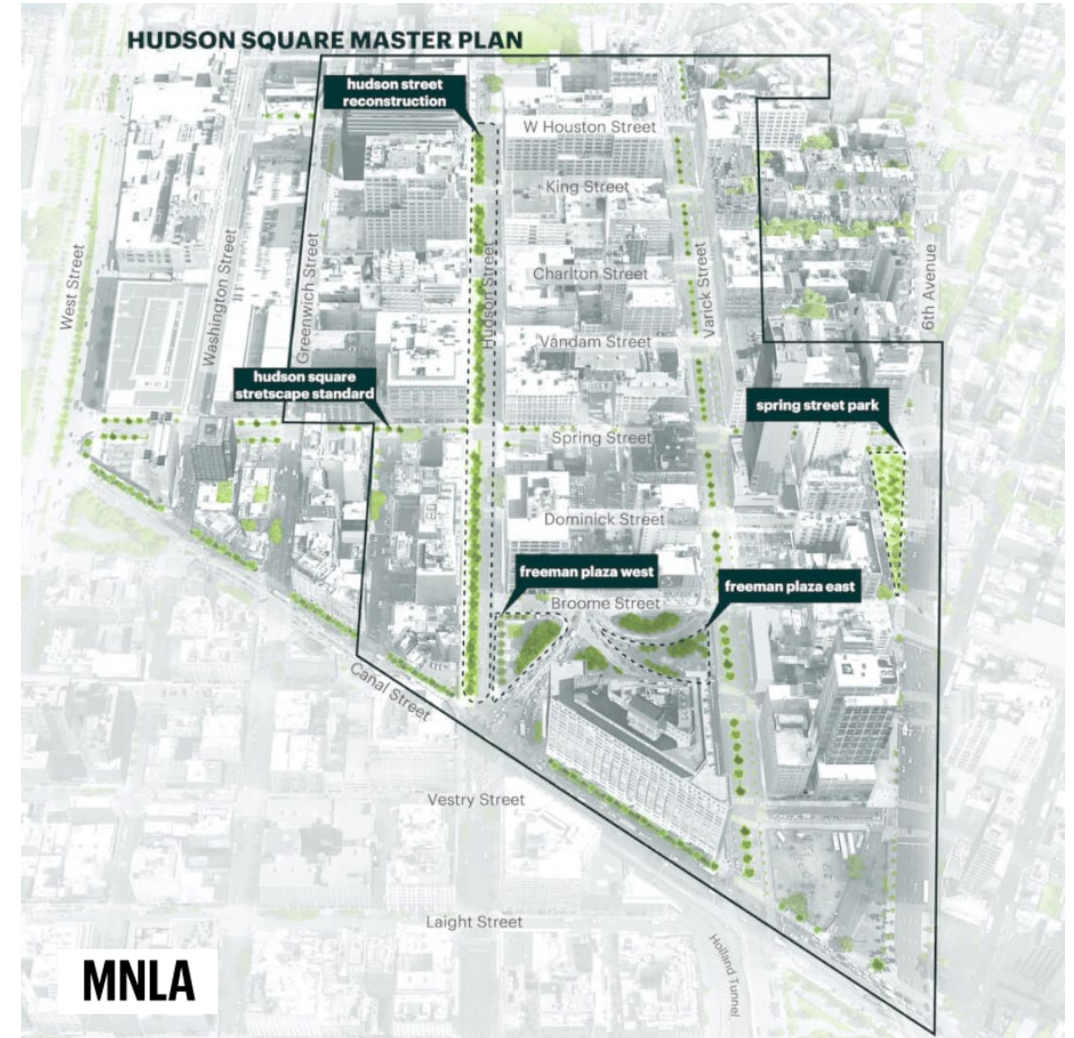 HUDSON SQUARE MASTER PLAN
hudson street
reconstruction
W Houston Street
King Street
Hudson Street
Charlton Street
Varick Street
6th Avenue
West Street
Washington Street
Greenwich Street
Vandam Street
hudson square
stretscape standard
spring street park
Spring Street
Dominick Street
freeman plaza west
freeman plaza east
Broome Street
Canal Street
Vestry Street
Laight Street
Holland Tunnel
MNLA